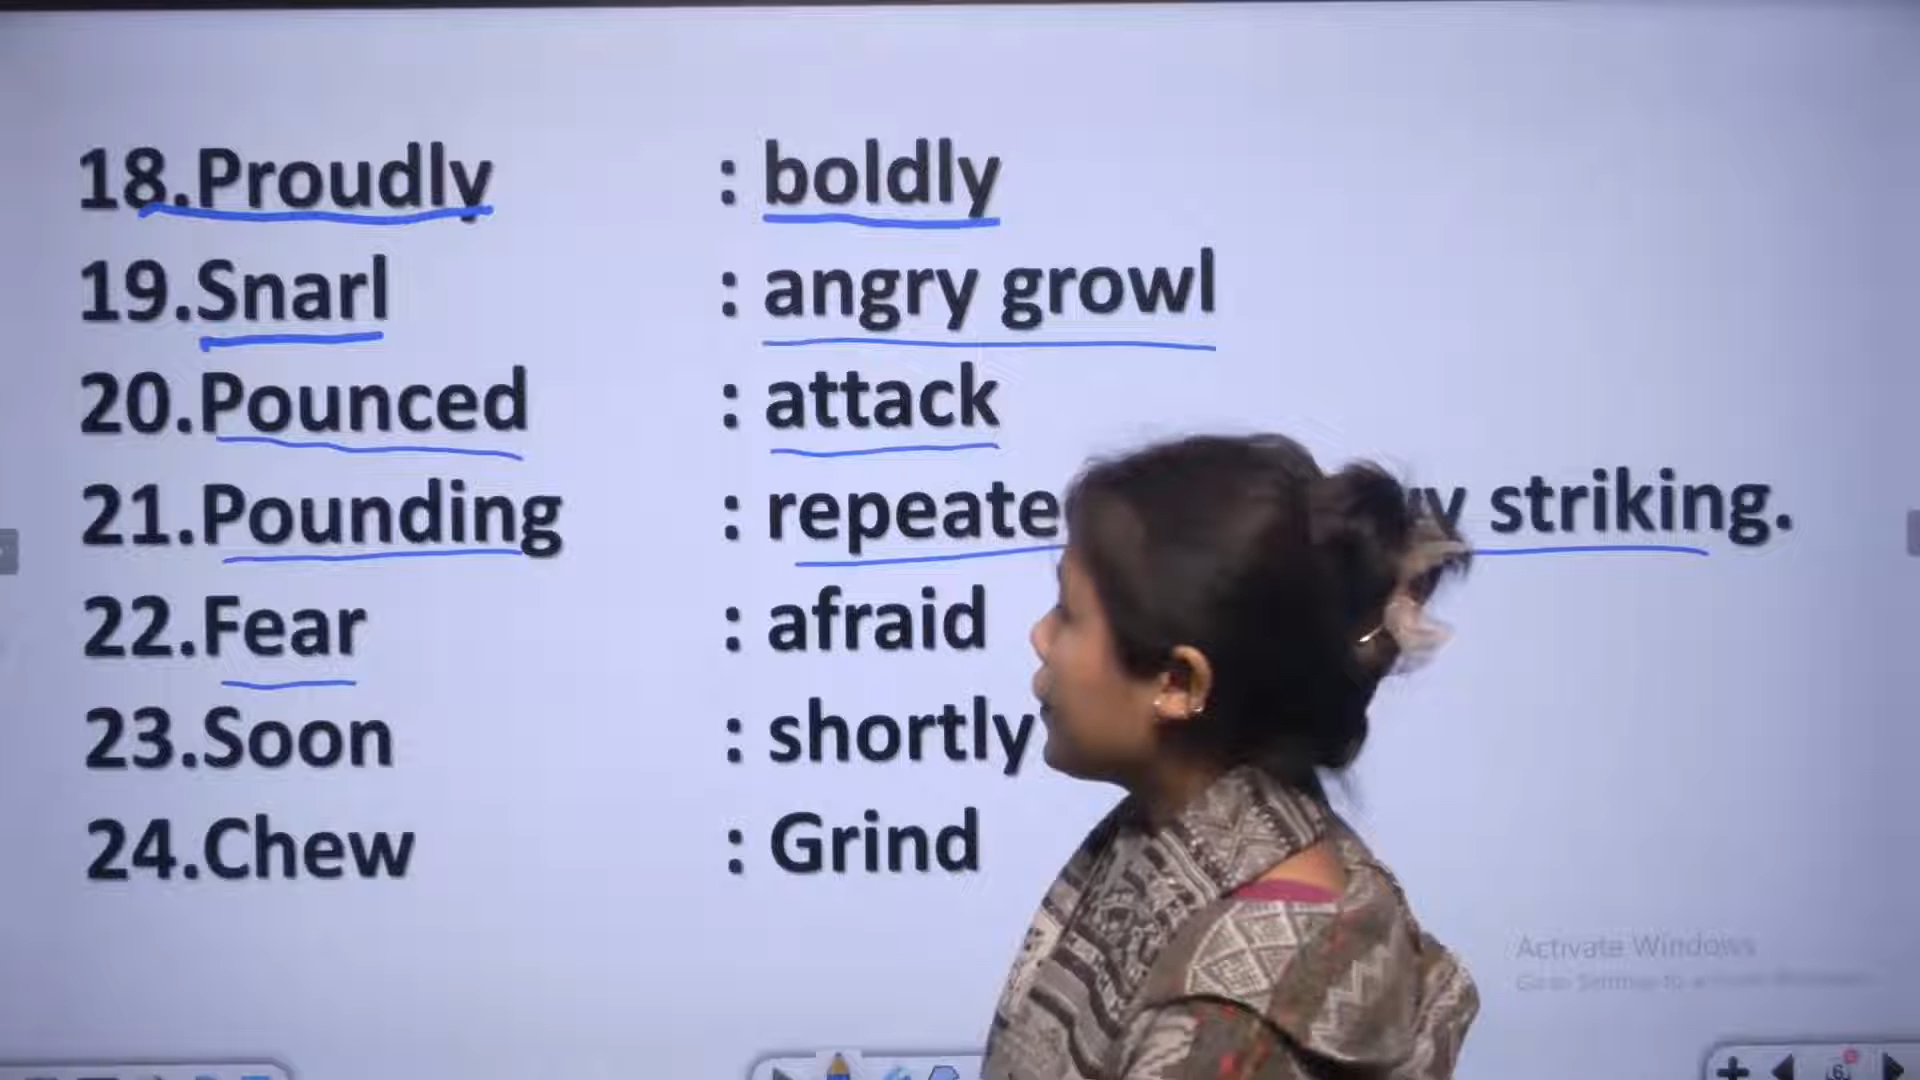 18.Proudly : boldly
19.Snarl : angry growl
20.Pounced : attack
21.Pounding : striking.
22.Fear : afraid
23.Soon : shortly
24.Chew : Grind
Activate Windows